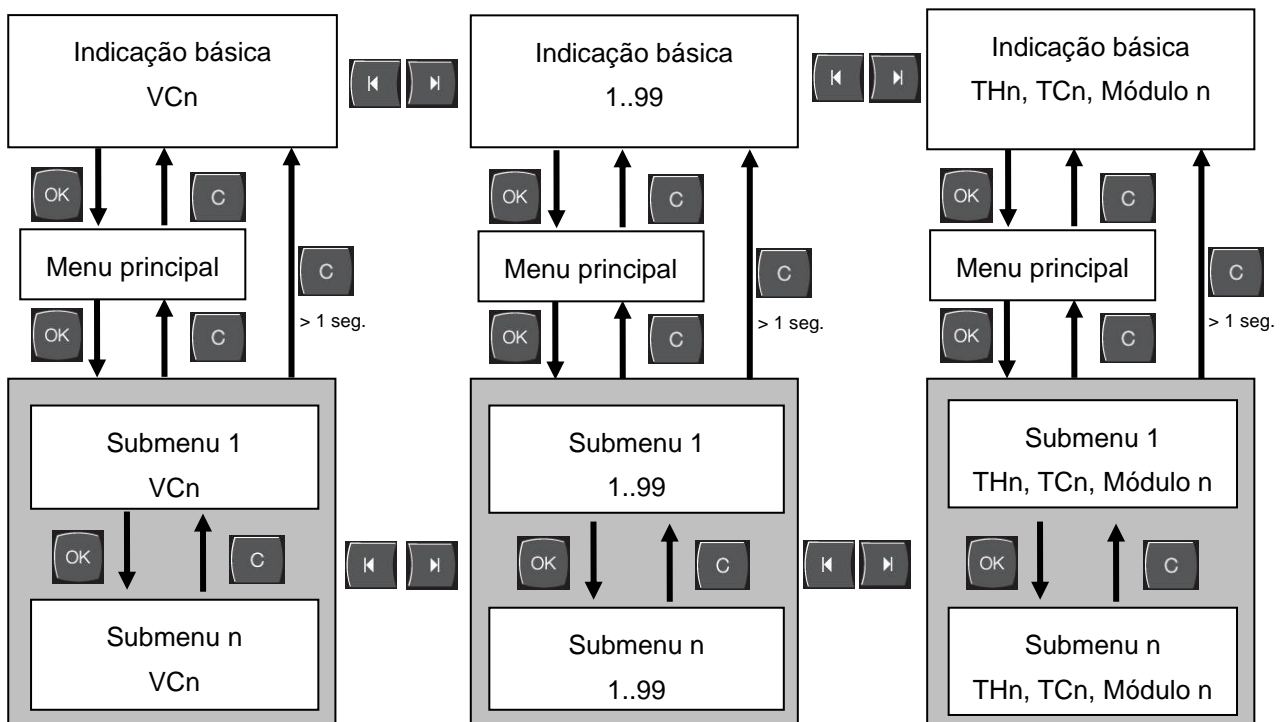 Indicação básica
VCn
Indicação básica
1..99
Indicação básica
THn, TCn, Módulo n
OK
C
OK
C
OK
C
Menu principal
C
Menu principal
C
Menu principal
C
OK
C
> 1 seg.
OK
C
> 1 seg.
OK
C
> 1 seg.
Submenu 1
VCn
Submenu 1
1..99
Submenu 1
THn, TCn, Módulo n
OK
C
OK
C
OK
C
Submenu n
VCn
Submenu n
1..99
Submenu n
THn, TCn, Módulo n